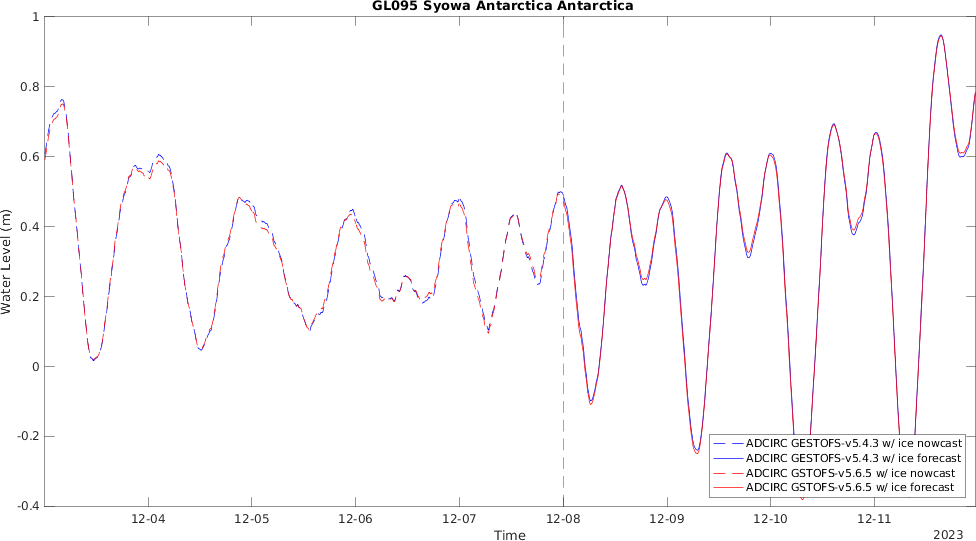 GL095 Syowa Antarctica Antarctica
1
0.8
0.6
0.4
0.2
0
-0.2
-0.4
Water Level (m)
12-04 12-05 12-06 12-07 12-08 12-09 12-10 12-11
Time
2023
ADCIRC GESTOFS-v5.4.3 w/ ice nowcast
ADCIRC GESTOFS-v5.4.3 w/ ice forecast
ADCIRC GSTOFS-v5.6.5 w/ ice nowcast
ADCIRC GSTOFS-v5.6.5 w/ ice forecast